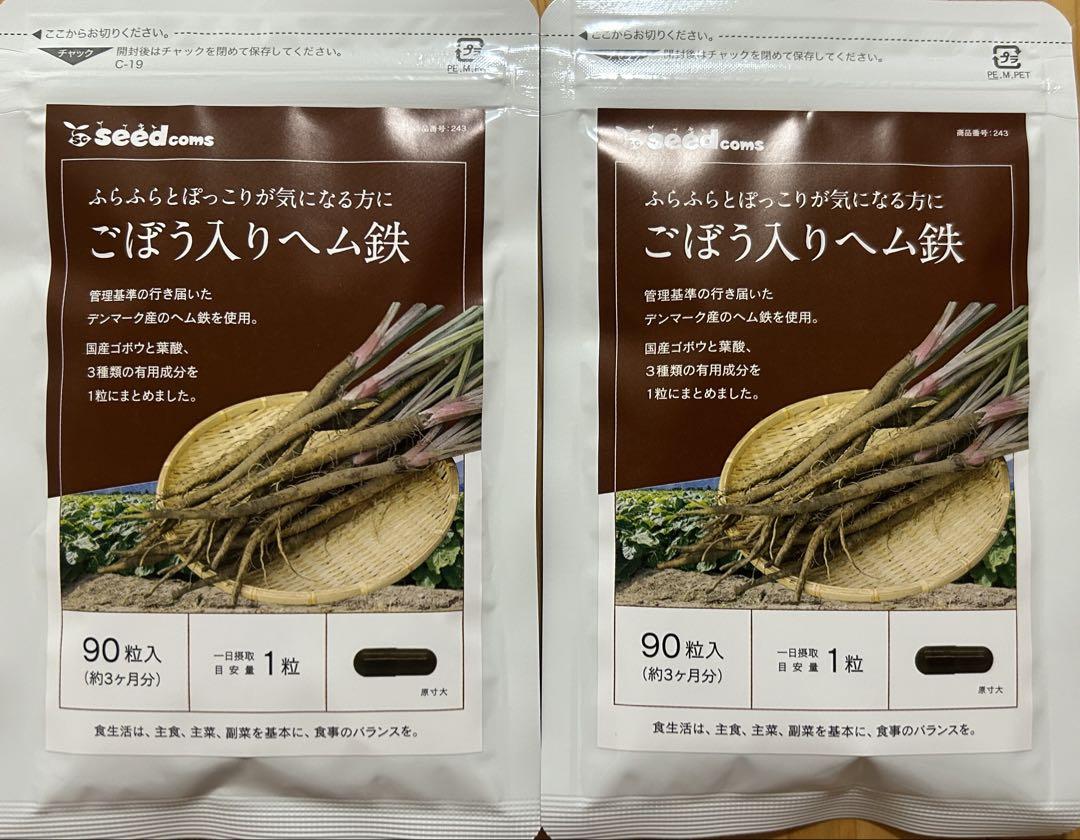 ここからお切りください。
チャック
開封後はチャックを閉めて保存してください。
C-19
プラ
seedcoms
商品番号:243
ふらふらとぽっこりが気になる方に
ごぼう入りヘム鉄
管理基準の行き届いた
デンマーク産のヘム鉄を使用。
国産ゴボウと葉酸、
3種類の有用成分を
1粒にまとめました。
90粒入
(約3ヶ月分)
一日摂取
目安量
1粒
原寸大
食生活は、主食、主菜、副菜を基本に、食事のバランスを。
ここからお切りください。
開封後はチャックを閉めて保存してください。
プラ
PE,M,PET
seedcoms
商品番号:243
ふらふらとぽっこりが気になる方に
ごぼう入りヘム鉄
管理基準の行き届いた
デンマーク産のヘム鉄を使用。
国産ゴボウと葉酸、
3種類の有用成分を
1粒にまとめました。
90粒入
(約3ヶ月分)
一日摂取
目安量
1粒
原寸大
食生活は、主食、主菜、副菜を基本に、食事のバランスを。